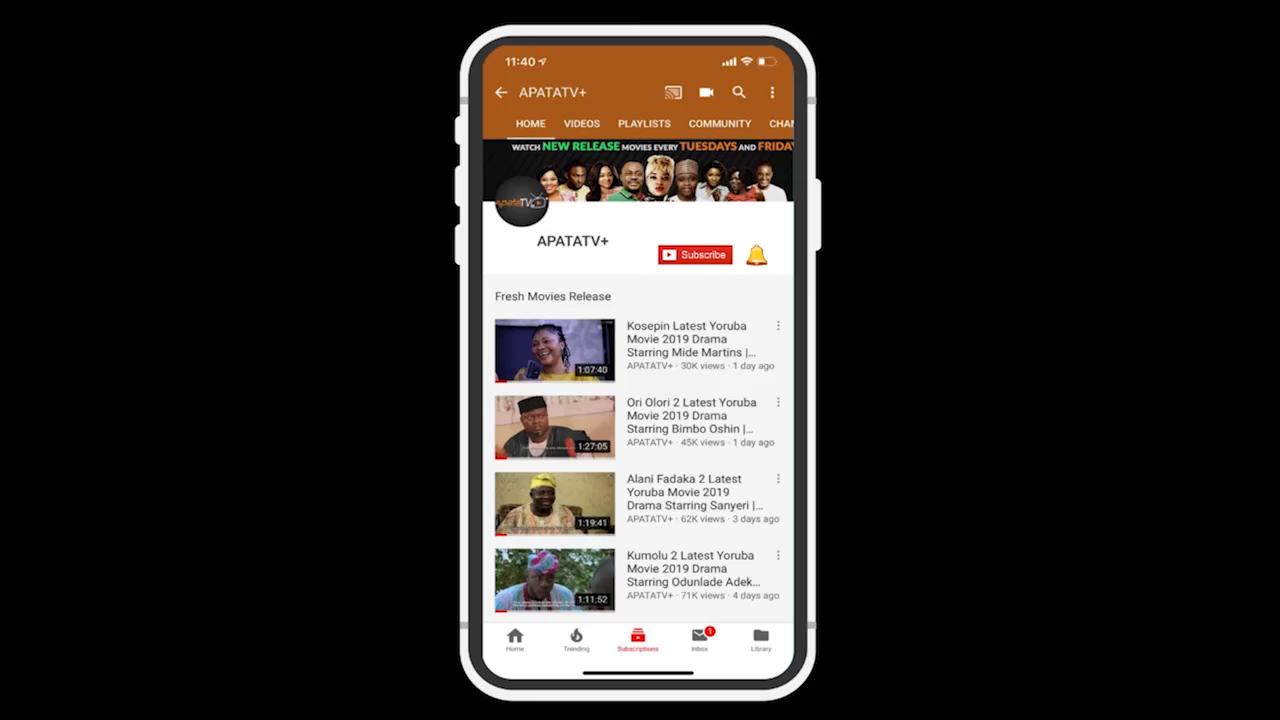 11:40
APATATV+
HOME VIDEOS PLAYLISTS COMMUNITY CHAN
WATCH NEW RELEASE MOVIES EVERY TUESDAYS AND FRIDAY
ApataTV
APATATV+
Subscribe
Fresh Movies Release
Kosepin Latest Yoruba
Movie 2019 Drama
Starring Mide Martins |...
APATATV+ · 30K views · 1 day ago
1:07:40
Ori Olori 2 Latest Yoruba
Movie 2019 Drama
Starring Bimbo Oshin |...
APATATV+ · 45K views · 1 day ago
1:27:05
Alani Fadaka 2 Latest
Yoruba Movie 2019
Drama Starring Sanyeri |...
APATATV+ · 62K views · 3 days ago
1:19:41
Kumolu 2 Latest Yoruba
Movie 2019 Drama
Starring Odunlade Adek...
APATATV+ · 71K views · 4 days ago
1:11:52
1
Home Trending Subscriptions Inbox Library